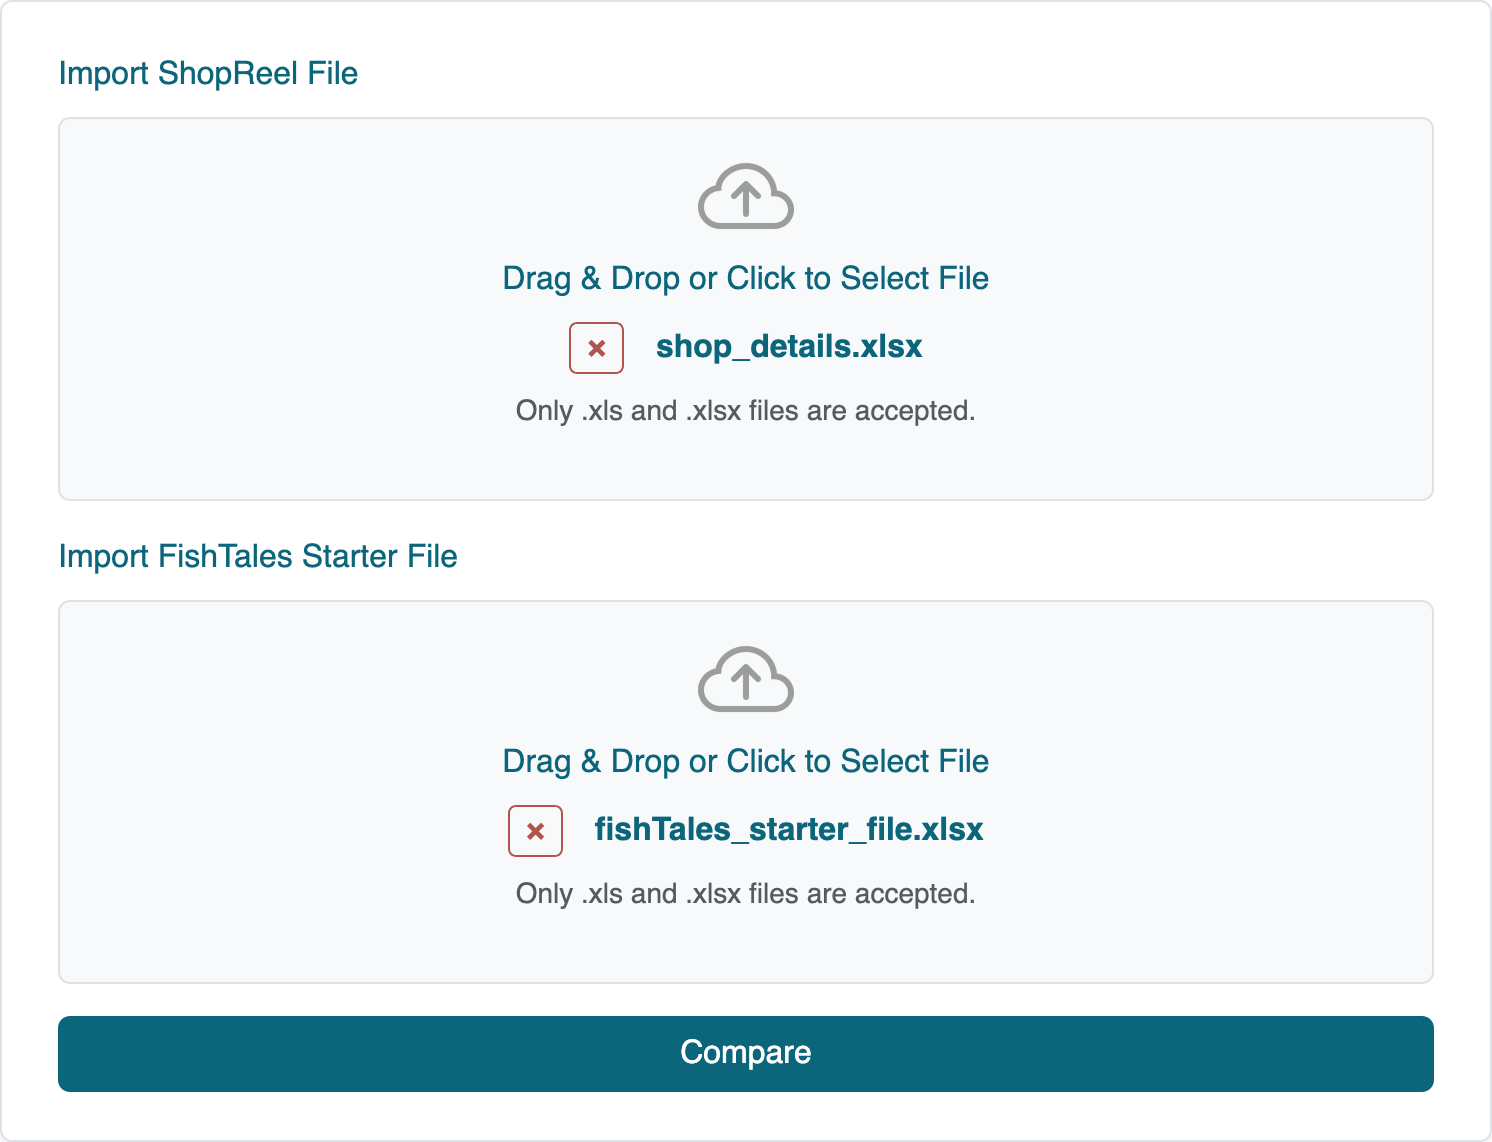 Import ShopReel File
Drag & Drop or Click to Select File
shop_details.xlsx
Only .xls and .xlsx files are accepted.
Import FishTales Starter File
Drag & Drop or Click to Select File
fishTales_starter_file.xlsx
Only .xls and .xlsx files are accepted.
Compare